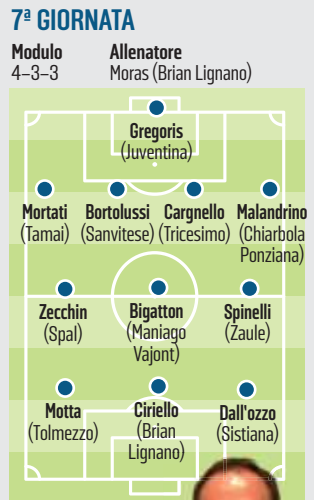 7ª GIORNATA
Modulo
4–3–3
Allenatore
Moras (Brian Lignano)
Gregoris
(Juventina)
Mortati
(Tamai)
Bortolussi
(Sanvitese)
Cargnello
(Tricesimo)
Malandrino
(Chiarbola
Ponziana)
Zecchin
(Spal)
Bigatton
(Maniago
Vajont)
Spinelli
(Zaule)
Motta
(Tolmezzo)
Ciriello
(Brian
Lignano)
Dall'ozzo
(Sistiana)